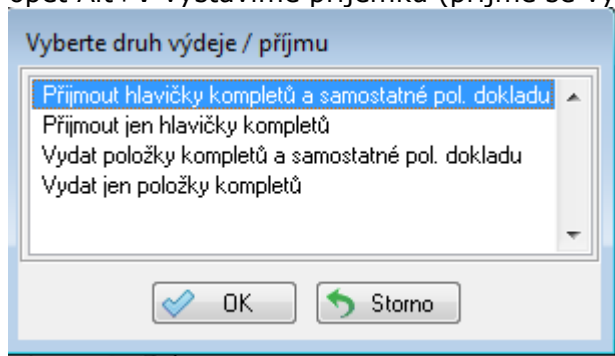 Vyberte druh výdeje / příjmu
Přijmout hlavičky kompletů a samostatné pol. dokladu
Přijmout jen hlavičky kompletů
Vydat položky kompletů a samostatné pol. dokladu
Vydat jen položky kompletů
OK
Storno